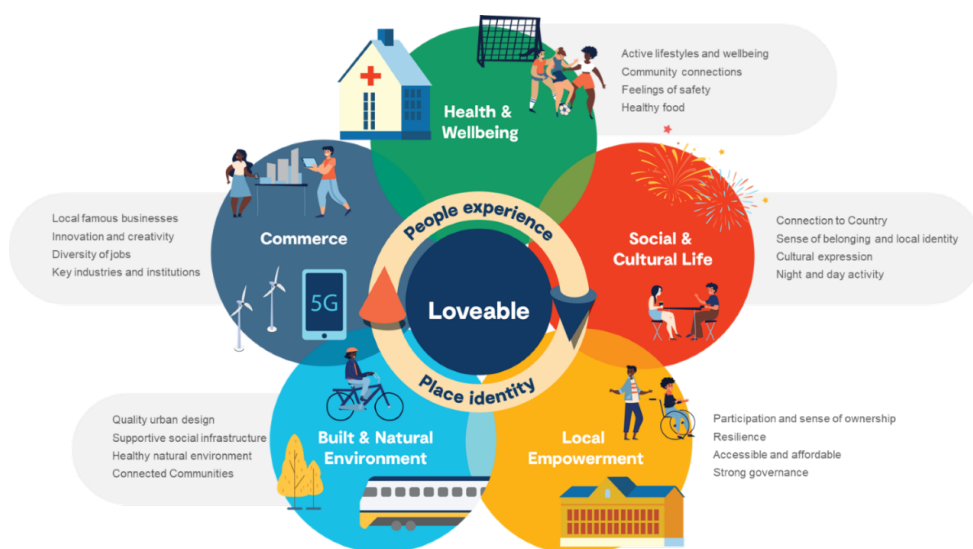 Health &
Wellbeing
Active lifestyles and wellbeing
Community connections
Feelings of safety
Healthy food
Commerce
Local famous businesses
Innovation and creativity
Diversity of jobs
Key industries and institutions
5G
People experience
Loveable
Place identity
Social &
Cultural Life
Connection to Country
Sense of belonging and local identity
Cultural expression
Night and day activity
Built & Natural
Environment
Quality urban design
Supportive social infrastructure
Healthy natural environment
Connected Communities
Local
Empowerment
Participation and sense of ownership
Resilience
Accessible and affordable
Strong governance